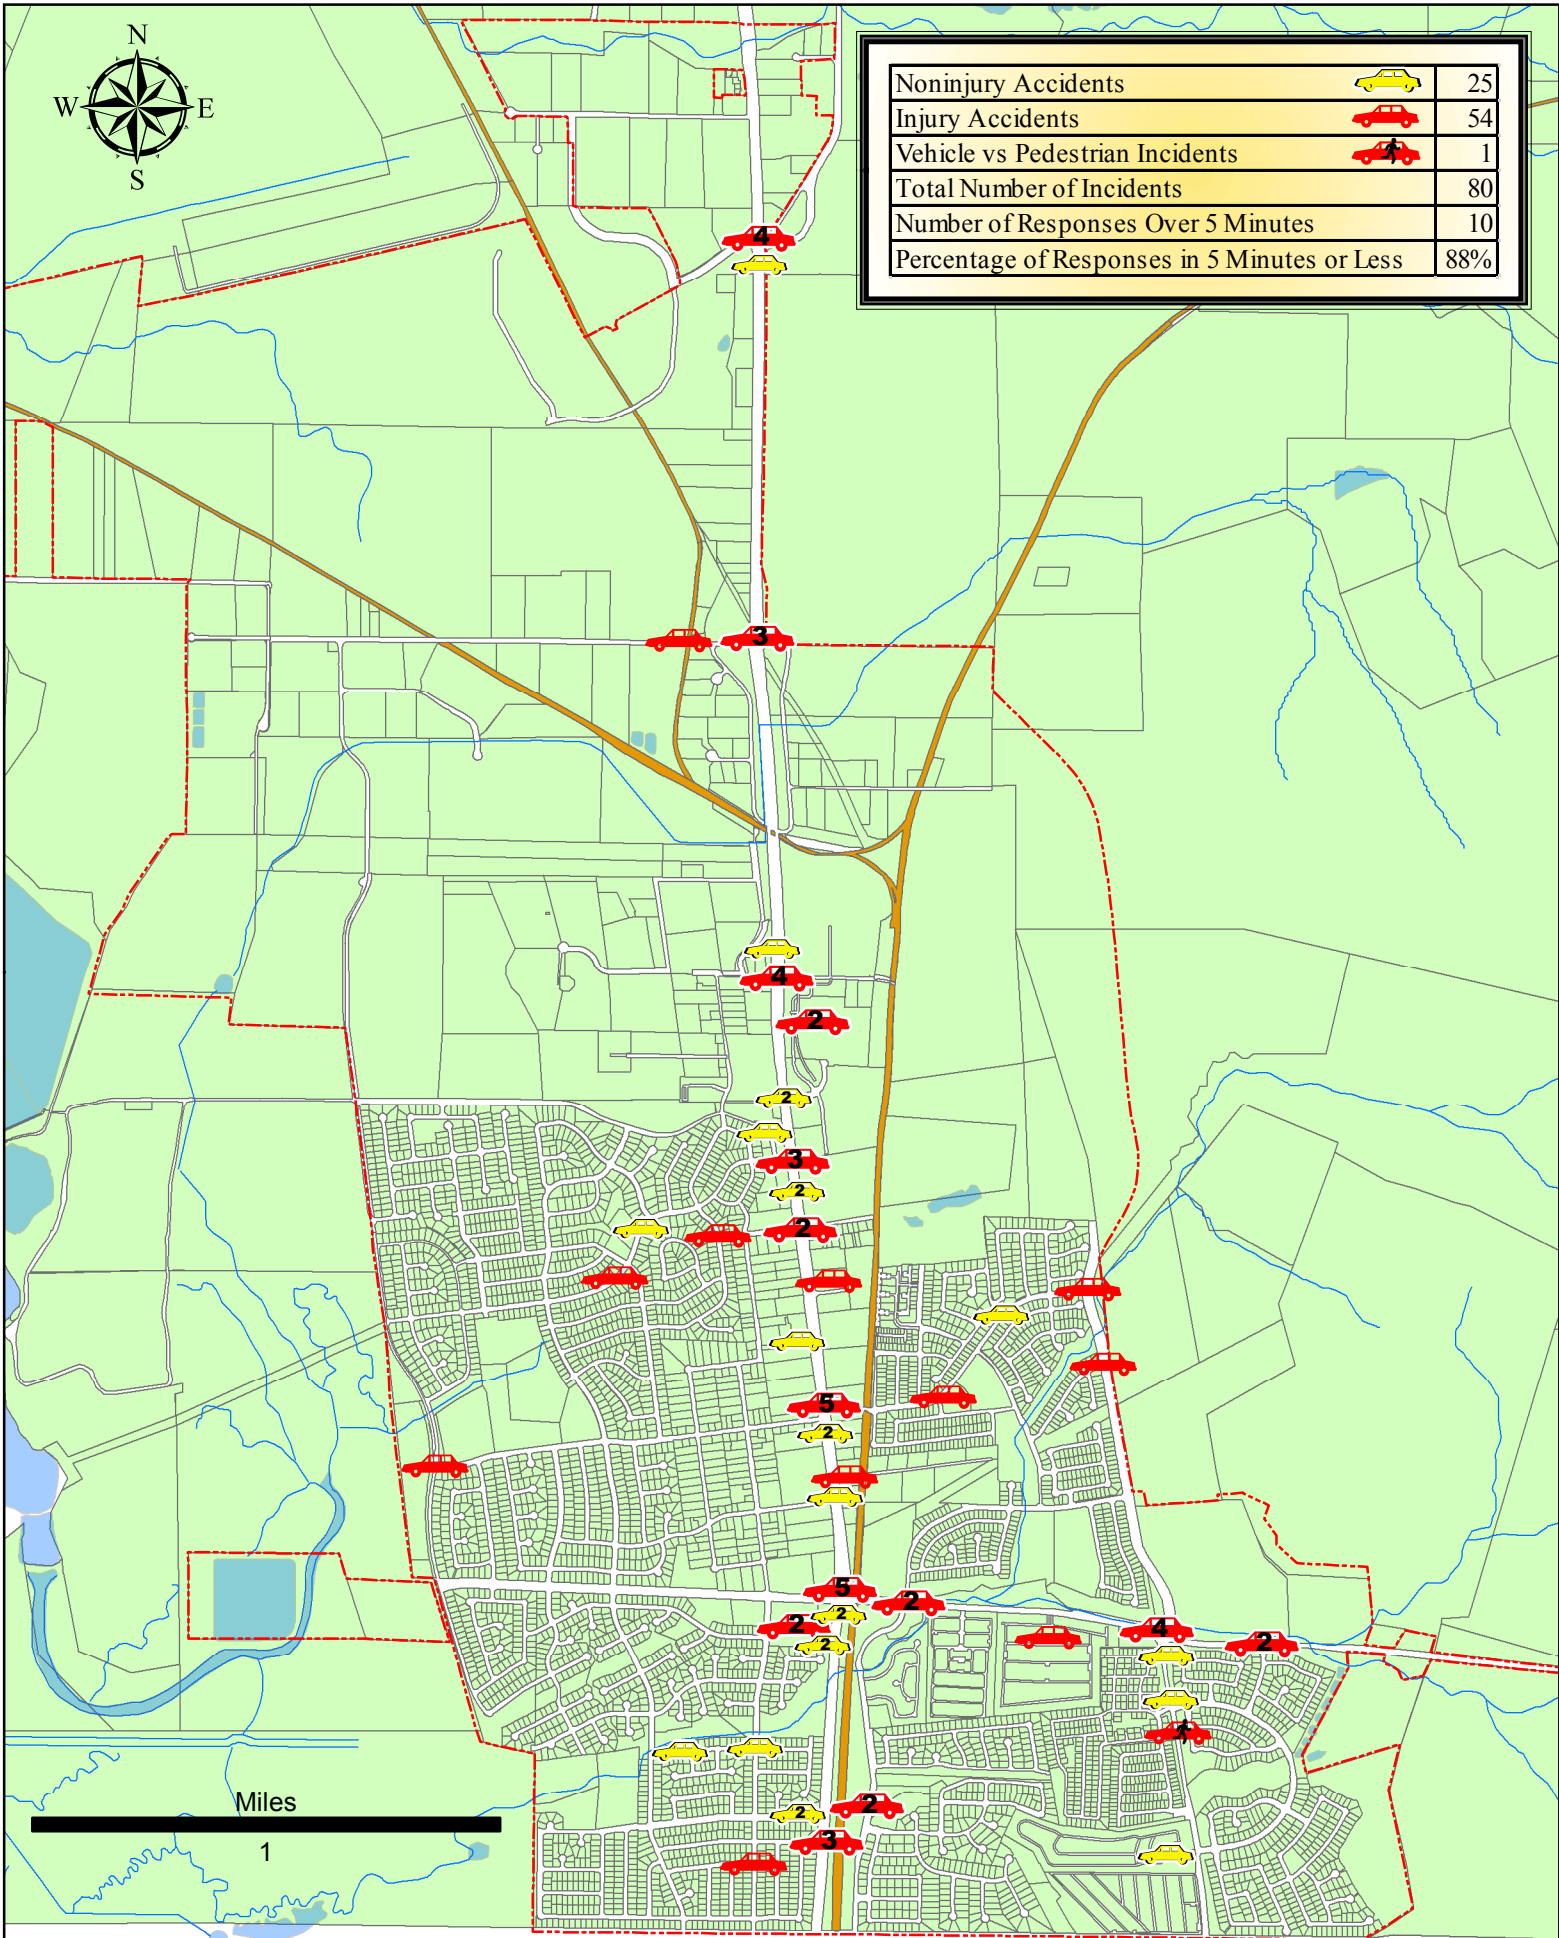 N
W E
S
Noninjury Accidents 25
Injury Accidents 54
Vehicle vs Pedestrian Incidents 1
Total Number of Incidents 80
Number of Responses Over 5 Minutes 10
Percentage of Responses in 5 Minutes or Less 88%
4
3
4
2
2
3
2
2
5
2
5
2
2
2
4
2
2
2
2
3
Miles
1